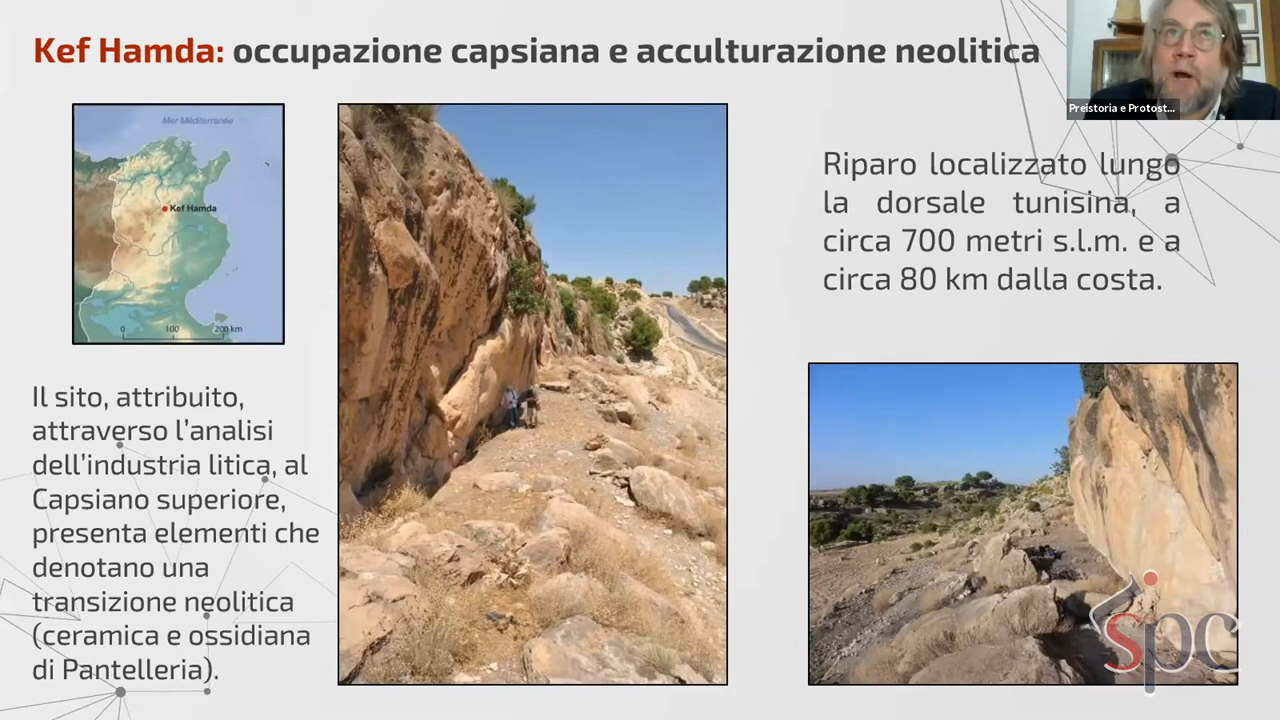 Kef Hamda: occupazione capsiana e acculturazione neolitica
Preistoria e Protost...
Mer Méditerranée
Kef Hamda
0 100 200 km
Riparo localizzato lungo
la dorsale tunisina, a
circa 700 metri s.l.m. e a
circa 80 km dalla costa.
Il sito, attribuito,
attraverso l'analisi
dell'industria litica, al
Capsiano superiore,
presenta elementi che
denotano una
transizione neolitica
(ceramica e ossidiana
di Pantelleria).
spc